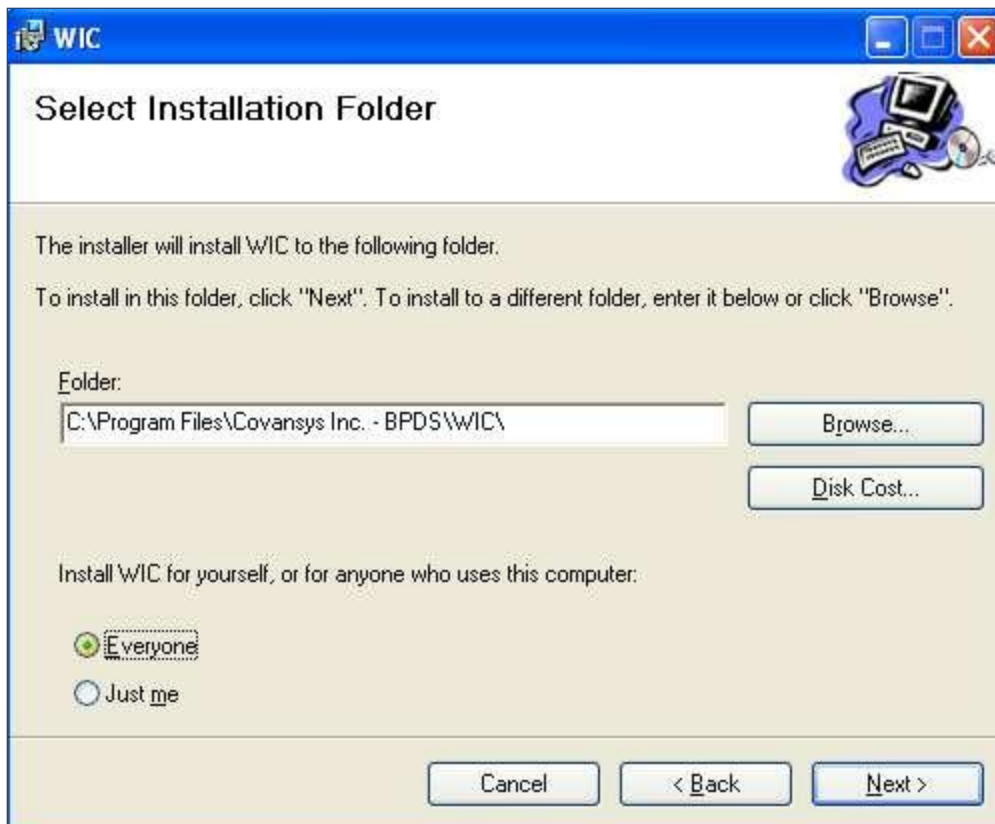 WIC
Select Installation Folder
The installer will install WIC to the following folder.
To install in this folder, click "Next". To install to a different folder, enter it below or click "Browse".
Folder:
C:\Program Files\Covansys Inc. - BPDS\WIC\
Browse...
Disk Cost...
Install WIC for yourself, or for anyone who uses this computer:
Everyone
Just me
Cancel
< Back
Next >